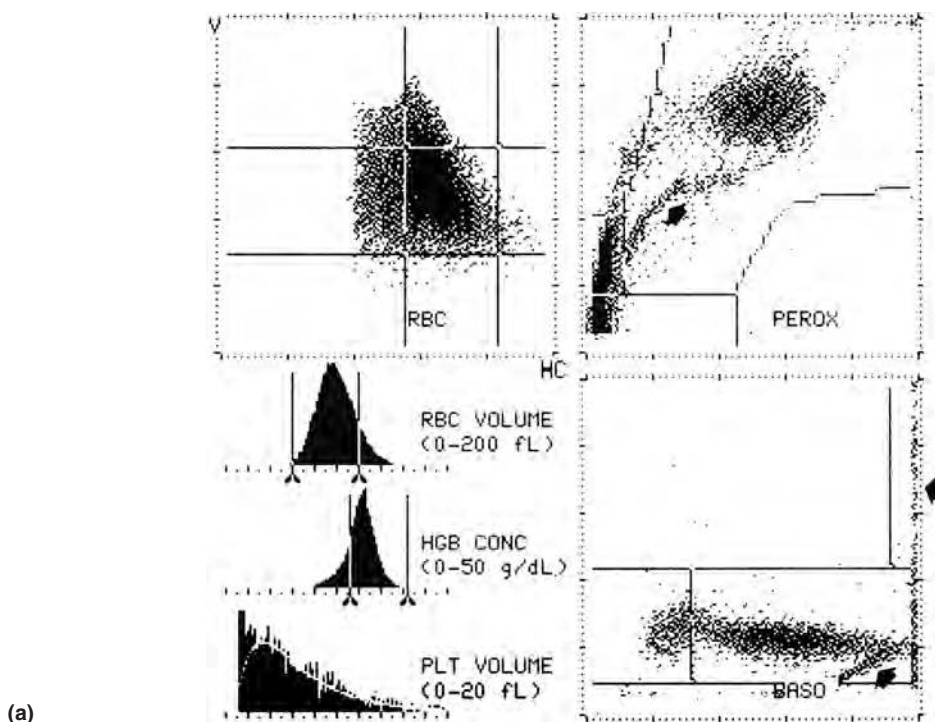 V
RBC
PEROX
HC
RBC VOLUME
(0-200 fL)
HGB CONC
(0-50 g/dL)
PLT VOLUME
(0-20 fL)
BASO
(a)